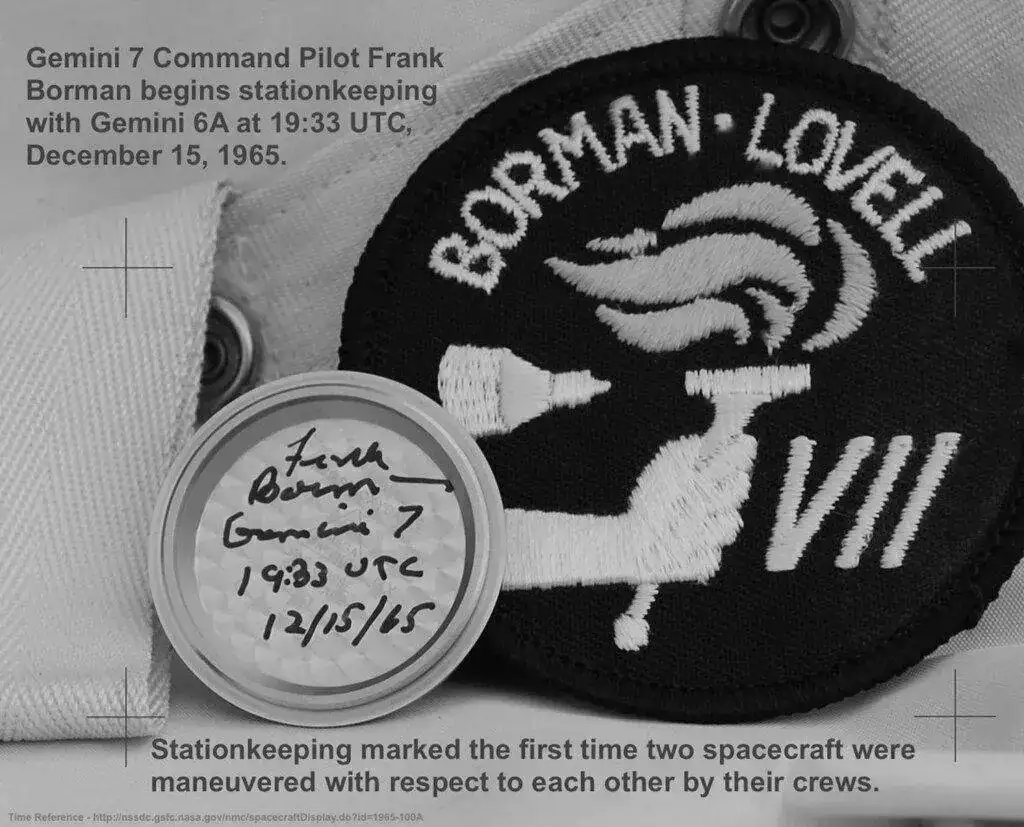 Gemini 7 Command Pilot Frank
Borman begins stationkeeping
with Gemini 6A at 19:33 UTC,
December 15, 1965.
BORMAN · LOVELL
VII
Frank
Borman
Gemini 7
19:33 UTC
12/15/65
Stationkeeping marked the first time two spacecraft were
maneuvered with respect to each other by their crews.
Time Reference - http://nssdc.gsfc.nasa.gov/nmc/spacecraftDisplay.do?id=1965-100A